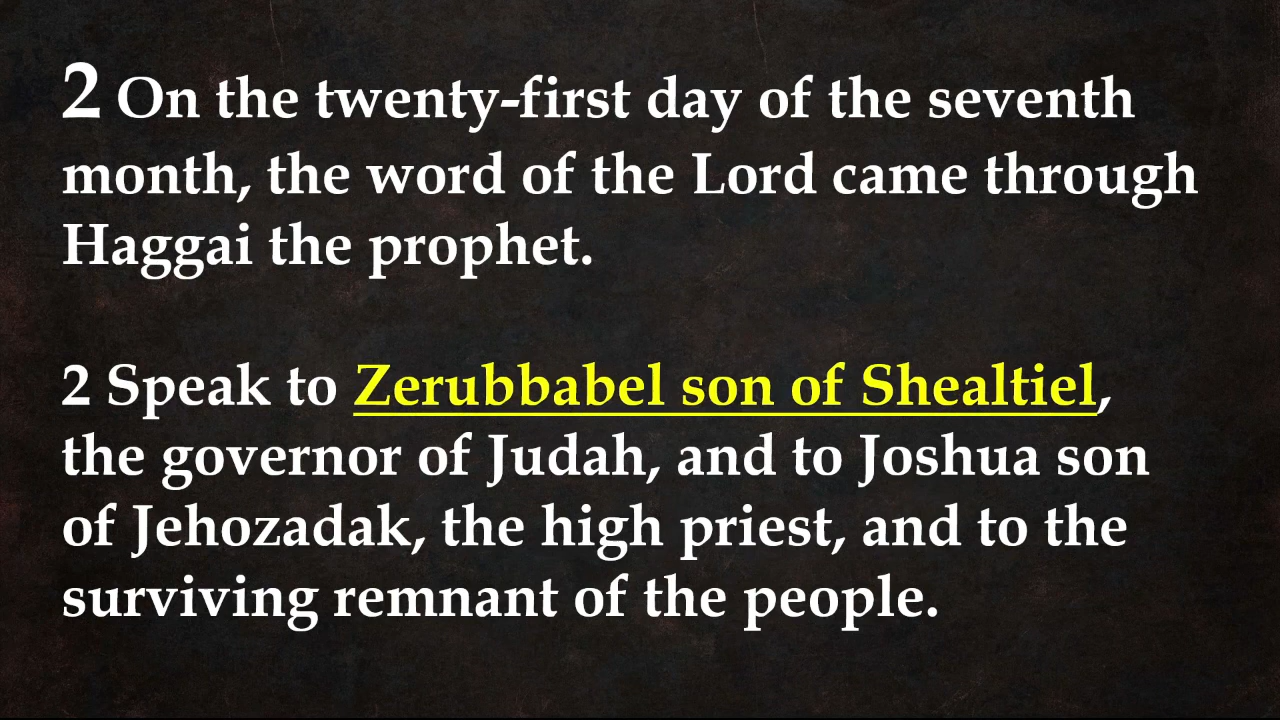 2 On the twenty-first day of the seventh
month, the word of the Lord came through
Haggai the prophet.
2 Speak to Zerubbabel son of Shealtiel,
the governor of Judah, and to Joshua son
of Jehozadak, the high priest, and to the
surviving remnant of the people.